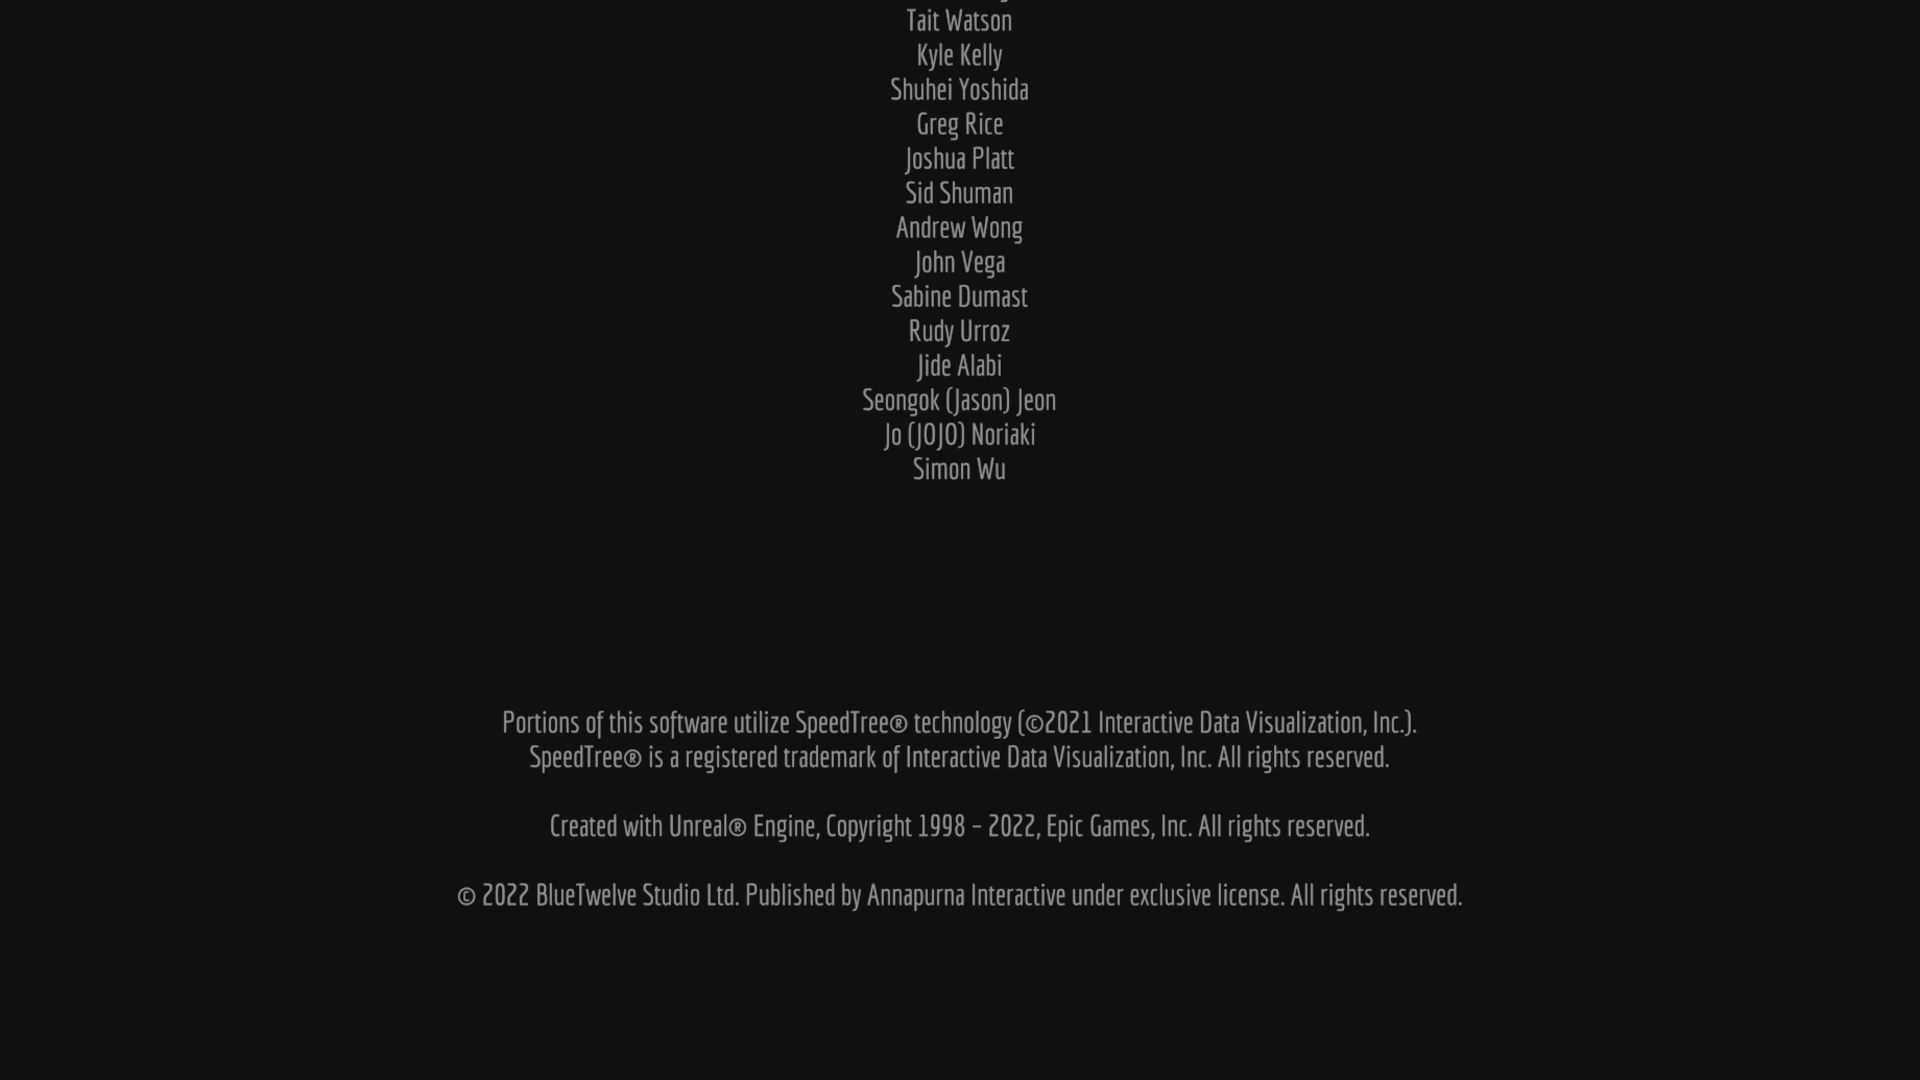 Tait Watson
Kyle Kelly
Shuhei Yoshida
Greg Rice
Joshua Platt
Sid Shuman
Andrew Wong
John Vega
Sabine Dumast
Rudy Urroz
Jide Alabi
Seongok (Jason) Jeon
Jo (JOJO) Noriaki
Simon Wu
Portions of this software utilize SpeedTree® technology (©2021 Interactive Data Visualization, Inc.).
SpeedTree® is a registered trademark of Interactive Data Visualization, Inc. All rights reserved.
Created with Unreal® Engine, Copyright 1998 – 2022, Epic Games, Inc. All rights reserved.
© 2022 BlueTwelve Studio Ltd. Published by Annapurna Interactive under exclusive license. All rights reserved.